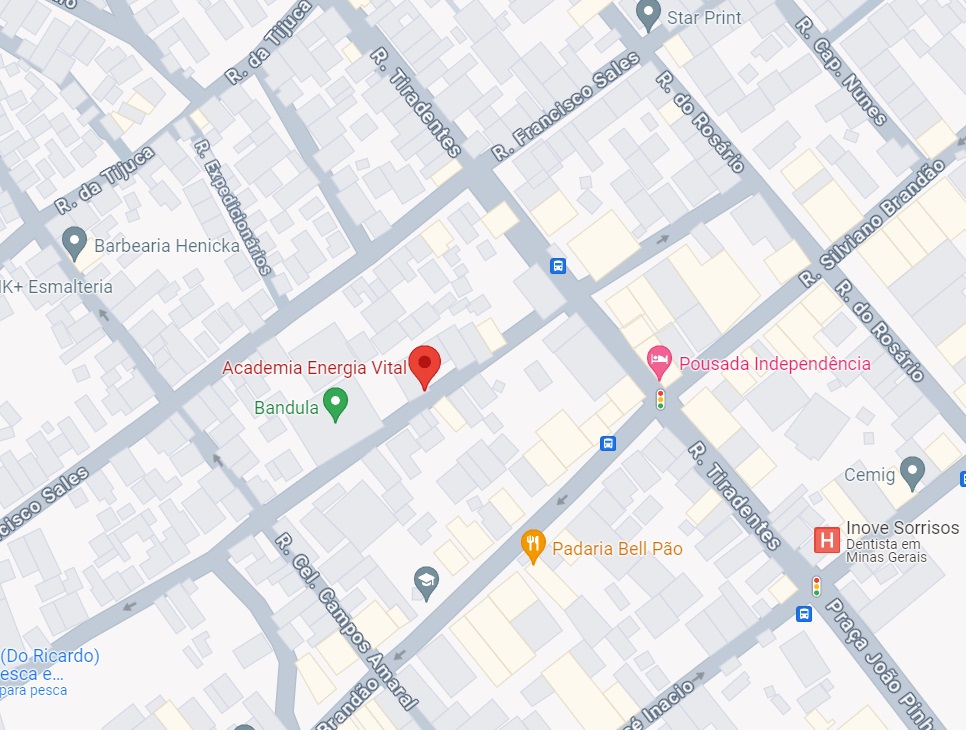 R. da Tijuca
Star Print
R. Tiradentes
R. Francisco Sales
R. Cap. Nunes
R. do Rosário
R. da Tijuca
R. Expedicionários
R. Silviano Brandão
Barbearia Henicka
K+ Esmalteria
R. do Rosário
Academia Energia Vital
Pousada Independência
Bandula
R. Tiradentes
cisco Sales
Cemig
Inove Sorrisos
Dentista em
Minas Gerais
H
Padaria Bell Pão
R. Cel. Campos Amaral
(Do Ricardo)
esca e...
para pesca
Praça João Pinh
Brandão
sé Inacio